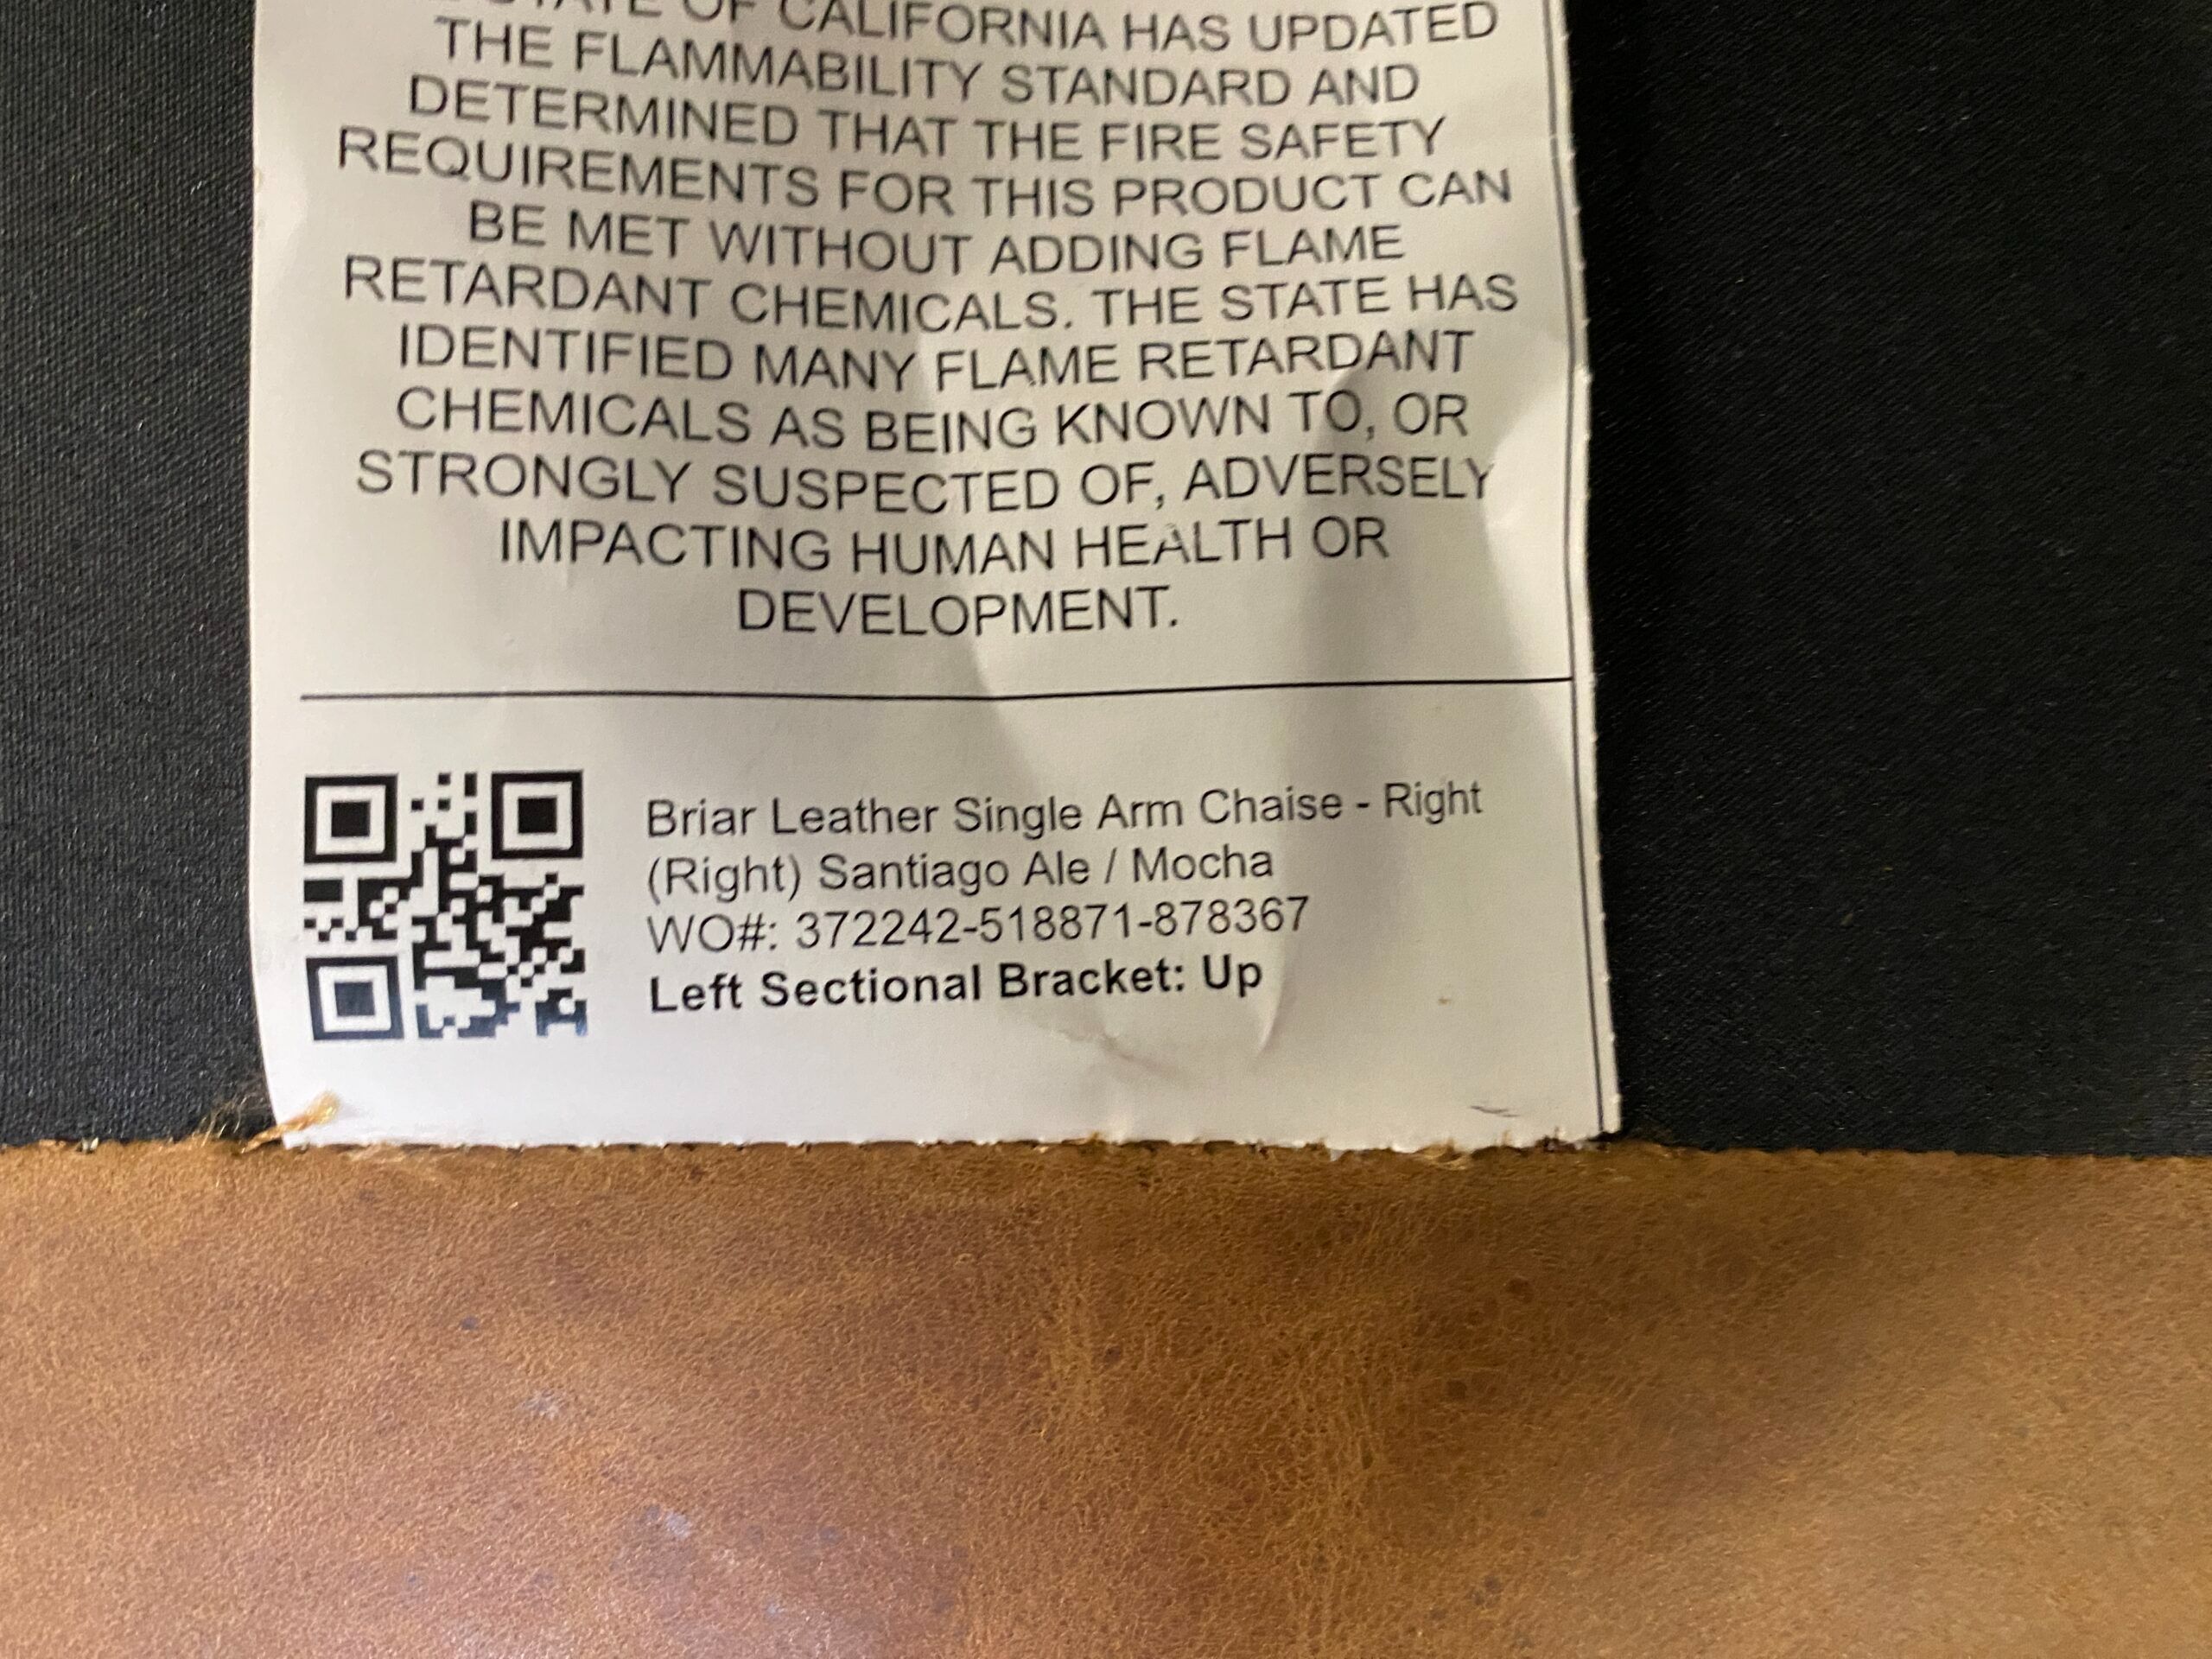 STATE OF CALIFORNIA HAS UPDATED
THE FLAMMABILITY STANDARD AND
DETERMINED THAT THE FIRE SAFETY
REQUIREMENTS FOR THIS PRODUCT CAN
BE MET WITHOUT ADDING FLAME
RETARDANT CHEMICALS. THE STATE HAS
IDENTIFIED MANY FLAME RETARDANT
CHEMICALS AS BEING KNOWN TO, OR
STRONGLY SUSPECTED OF, ADVERSELY
IMPACTING HUMAN HEALTH OR
DEVELOPMENT.
Briar Leather Single Arm Chaise - Right
(Right) Santiago Ale / Mocha
WO#: 372242-518871-878367
Left Sectional Bracket: Up